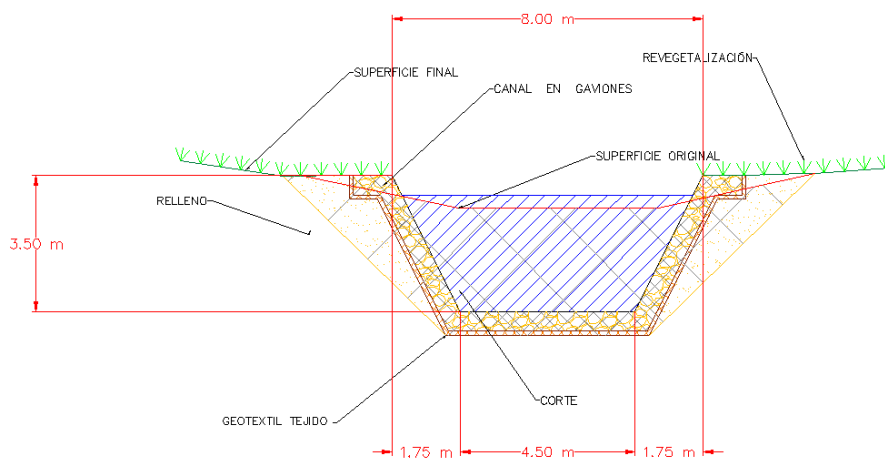 8.00 m
REVEGETALIZACIÓN
SUPERFICIE FINAL
CANAL EN GAVIONES
SUPERFICIE ORIGINAL
RELLENO
3.50 m
CORTE
GEOTEXTIL TEJIDO
1.75 m
4.50 m
1.75 m